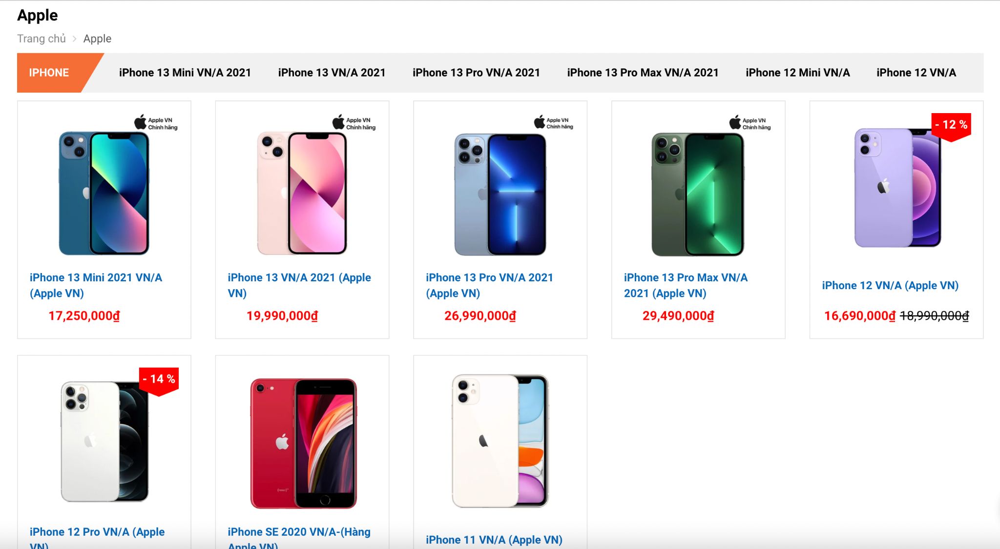 Apple
Trang chủ > Apple
IPHONE
iPhone 13 Mini VN/A 2021
iPhone 13 VN/A 2021
iPhone 13 Pro VN/A 2021
iPhone 13 Pro Max VN/A 2021
iPhone 12 Mini VN/A
iPhone 12 VN/A
Apple VN
Chính hãng
iPhone 13 Mini 2021 VN/A
(Apple VN)
17,250,000₫
Apple VN
Chính hãng
iPhone 13 VN/A 2021 (Apple
VN)
19,990,000₫
Apple VN
Chính hãng
iPhone 13 Pro VN/A 2021
(Apple VN)
26,990,000₫
Apple VN
Chính hãng
iPhone 13 Pro Max VN/A
2021 (Apple VN)
29,490,000₫
- 12 %
iPhone 12 VN/A (Apple VN)
16,690,000₫ 18,990,000₫
- 14 %
iPhone 12 Pro VN/A (Apple
VN)
iPhone SE 2020 VN/A-(Hàng
Apple VN)
iPhone 11 VN/A (Apple VN)